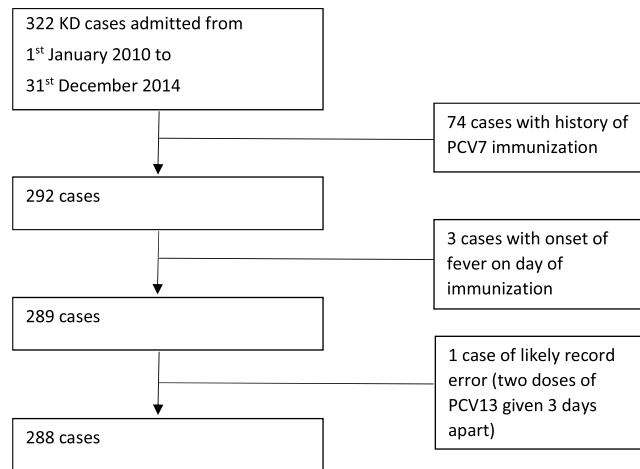 322 KD cases admitted from
1st January 2010 to
31st December 2014
74 cases with history of
PCV7 immunization
292 cases
3 cases with onset of
fever on day of
immunization
289 cases
1 case of likely record
error (two doses of
PCV13 given 3 days
apart)
288 cases